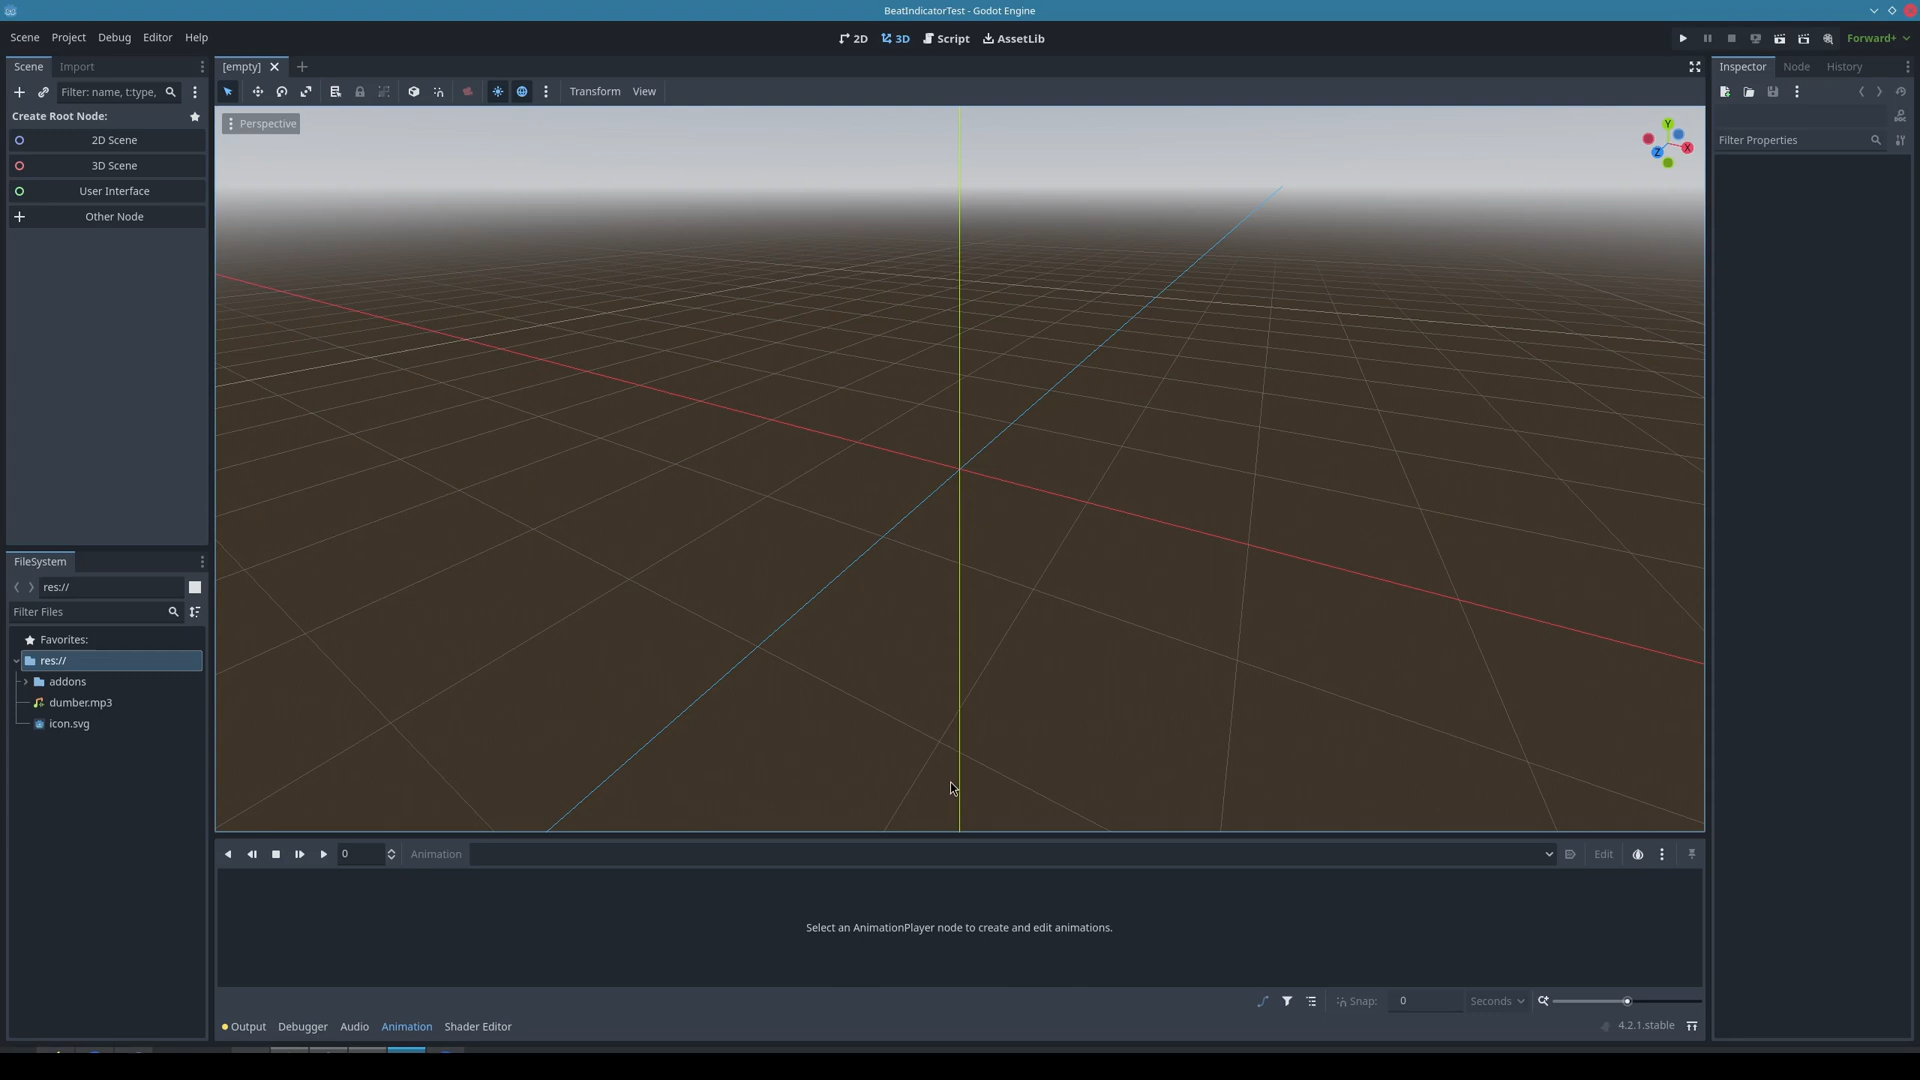 BeatIndicatorTest - Godot Engine
Scene Project Debug Editor Help
2D 3D Script AssetLib
Forward+
Scene Import
[empty]
Inspector Node History
Filter: name, t:type,
Transform View
Create Root Node:
2D Scene
3D Scene
User Interface
Other Node
Perspective
Y
X
Z
Filter Properties
FileSystem
res://
Filter Files
Favorites:
res://
addons
dumber.mp3
icon.svg
0 Animation Edit
Select an AnimationPlayer node to create and edit animations.
Snap: 0 Seconds
Output Debugger Audio Animation Shader Editor
4.2.1.stable